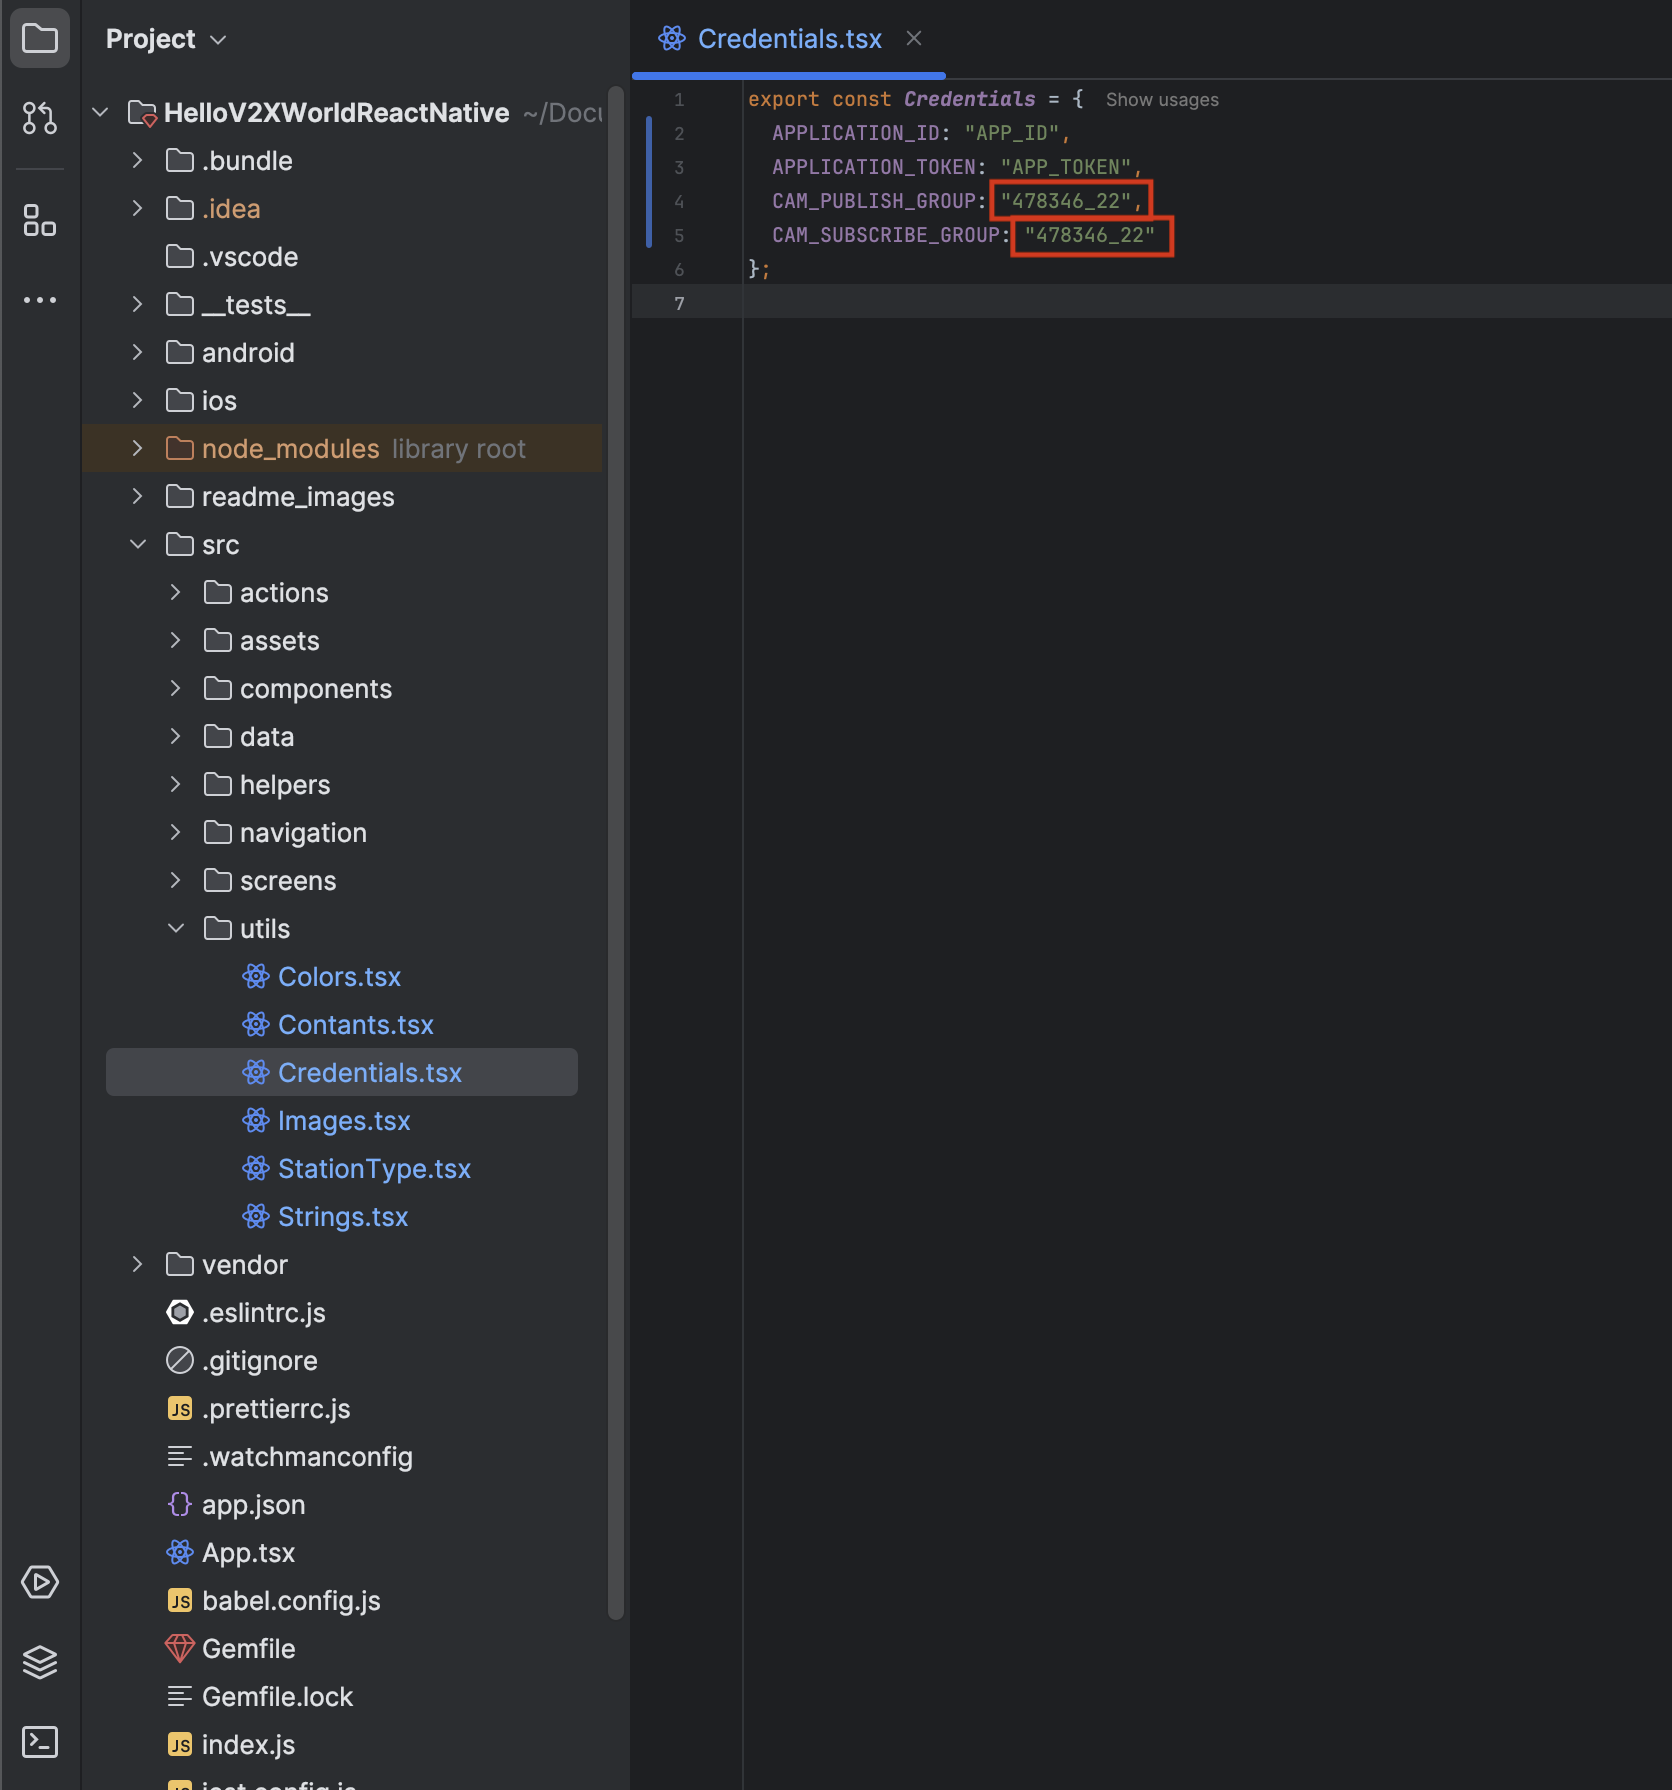 Project
HelloV2XWorldReactNative ~/Docu
.bundle
.idea
.vscode
__tests__
android
ios
node_modules library root
readme_images
src
actions
assets
components
data
helpers
navigation
screens
utils
Colors.tsx
Contants.tsx
Credentials.tsx
Images.tsx
StationType.tsx
Strings.tsx
vendor
.eslintrc.js
.gitignore
JS .prettierrc.js
.watchmanconfig
{} app.json
App.tsx
JS babel.config.js
Gemfile
Gemfile.lock
JS index.js
Credentials.tsx
1 export const Credentials = { Show usages
2 APPLICATION_ID: "APP_ID",
3 APPLICATION_TOKEN: "APP_TOKEN",
4 CAM_PUBLISH_GROUP: "478346_22",
5 CAM_SUBSCRIBE_GROUP: "478346_22"
6 };
7